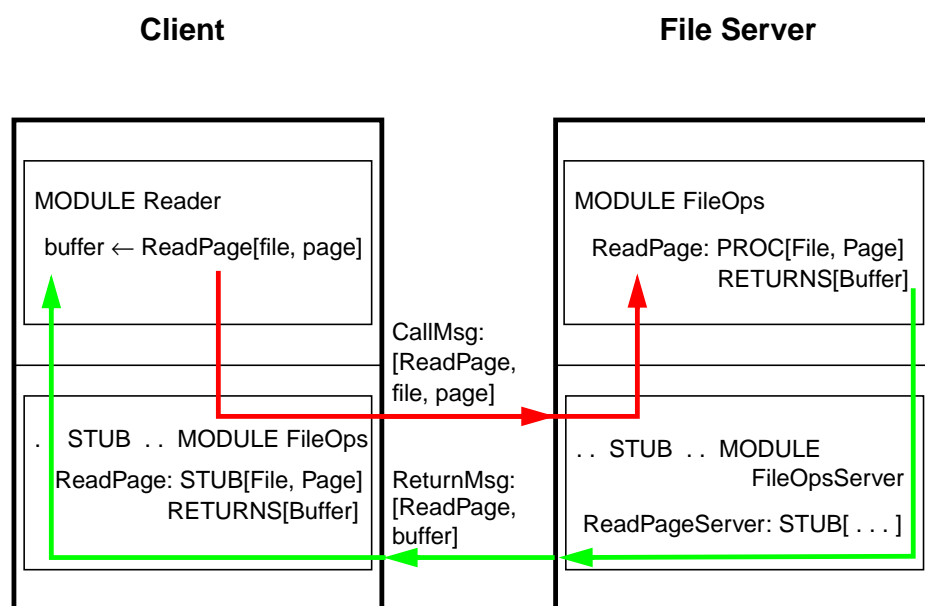 Client
File Server
MODULE Reader
buffer ← ReadPage[file, page]
MODULE FileOps
ReadPage: PROC[File, Page]
RETURNS[Buffer]
CallMsg:
[ReadPage,
file, page]
. STUB . . MODULE FileOps
ReadPage: STUB[File, Page]
RETURNS[Buffer]
ReturnMsg:
[ReadPage,
buffer]
. . STUB . . MODULE
FileOpsServer
ReadPageServer: STUB[ . . . ]